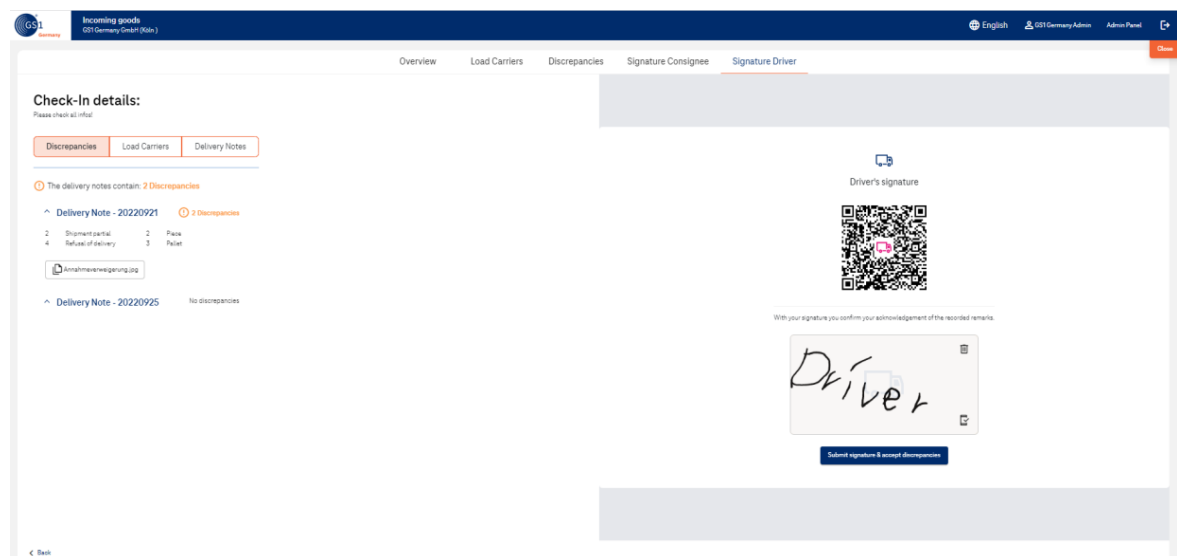 GS1
Germany
Incoming goods
GS1 Germany GmbH (Köln )
English
GS1 Germany Admin
Admin Panel
Close
Overview
Load Carriers
Discrepancies
Signature Consignee
Signature Driver
Check-In details:
Please check all infos!
Discrepancies
Load Carriers
Delivery Notes
The delivery notes contain: 2 Discrepancies
Delivery Note - 20220921
2 Discrepancies
2 Shipment partial 2 Piece
4 Refusal of delivery 3 Pallet
Annahmeverweigerung.jpg
Delivery Note - 20220925
No discrepancies
Back
Driver's signature
With your signature you confirm your acknowledgement of the recorded remarks.
Driver
Submit signature & accept discrepancies